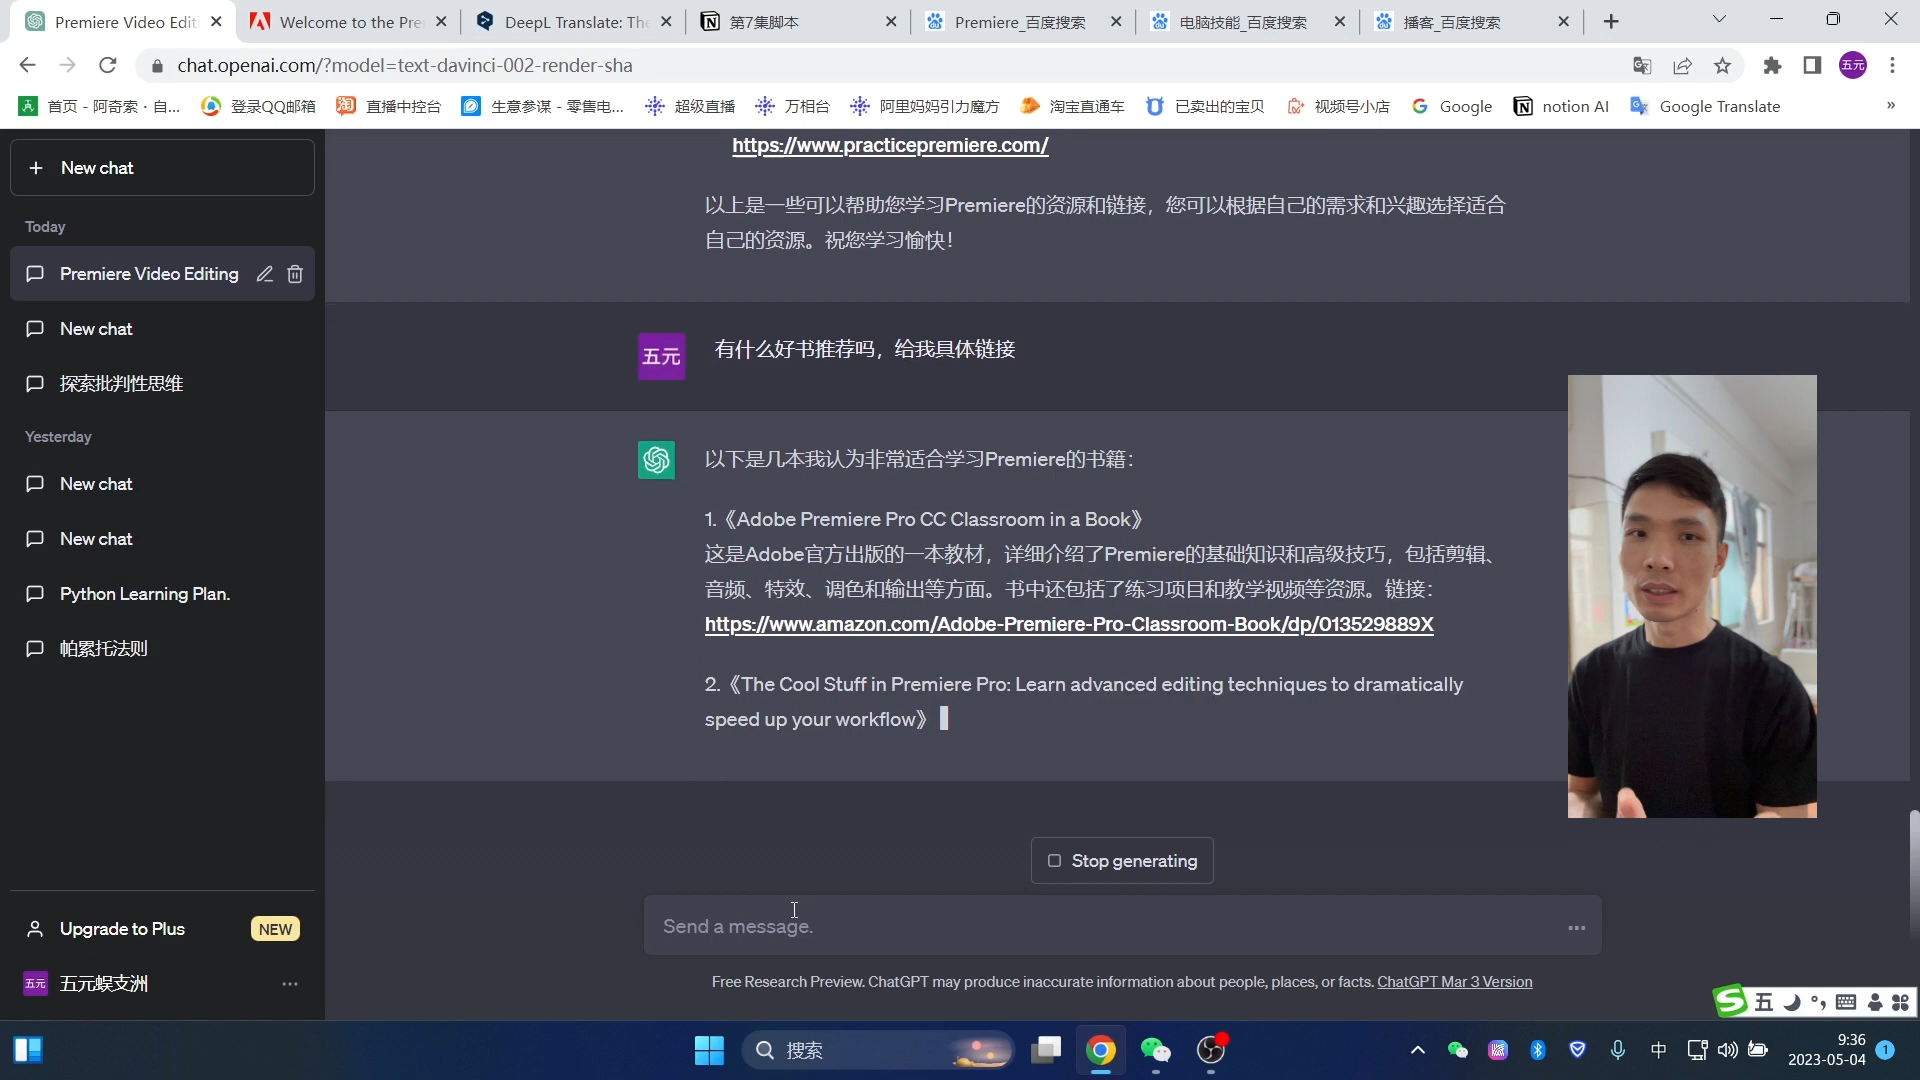 Premiere Video Editi
Welcome to the Pre
DeepL Translate: The
第7集脚本
Premiere_百度搜索
电脑技能_百度搜索
播客_百度搜索
chat.openai.com/?model=text-davinci-002-render-sha
五元
首页 - 阿奇索 · 自...
登录QQ邮箱
直播中控台
生意参谋 - 零售电...
超级直播
万相台
阿里妈妈引力魔方
淘宝直通车
已卖出的宝贝
视频号小店
Google
notion AI
Google Translate
»
+ New chat
Today
Premiere Video Editing
New chat
探索批判性思维
Yesterday
New chat
New chat
Python Learning Plan.
帕累托法则
Upgrade to Plus
NEW
五元
五元蜈支洲
https://www.practicepremiere.com/
以上是一些可以帮助您学习Premiere的资源和链接，您可以根据自己的需求和兴趣选择适合
自己的资源。祝您学习愉快！
五元
有什么好书推荐吗，给我具体链接
以下是几本我认为非常适合学习Premiere的书籍：
1.《Adobe Premiere Pro CC Classroom in a Book》
这是Adobe官方出版的一本教材，详细介绍了Premiere的基础知识和高级技巧，包括剪辑、
音频、特效、调色和输出等方面。书中还包括了练习项目和教学视频等资源。链接：
https://www.amazon.com/Adobe-Premiere-Pro-Classroom-Book/dp/013529889X
2.《The Cool Stuff in Premiere Pro: Learn advanced editing techniques to dramatically
speed up your workflow》
Stop generating
Send a message.
Free Research Preview. ChatGPT may produce inaccurate information about people, places, or facts. ChatGPT Mar 3 Version
S 五
搜索
中
9:36
2023-05-04
1